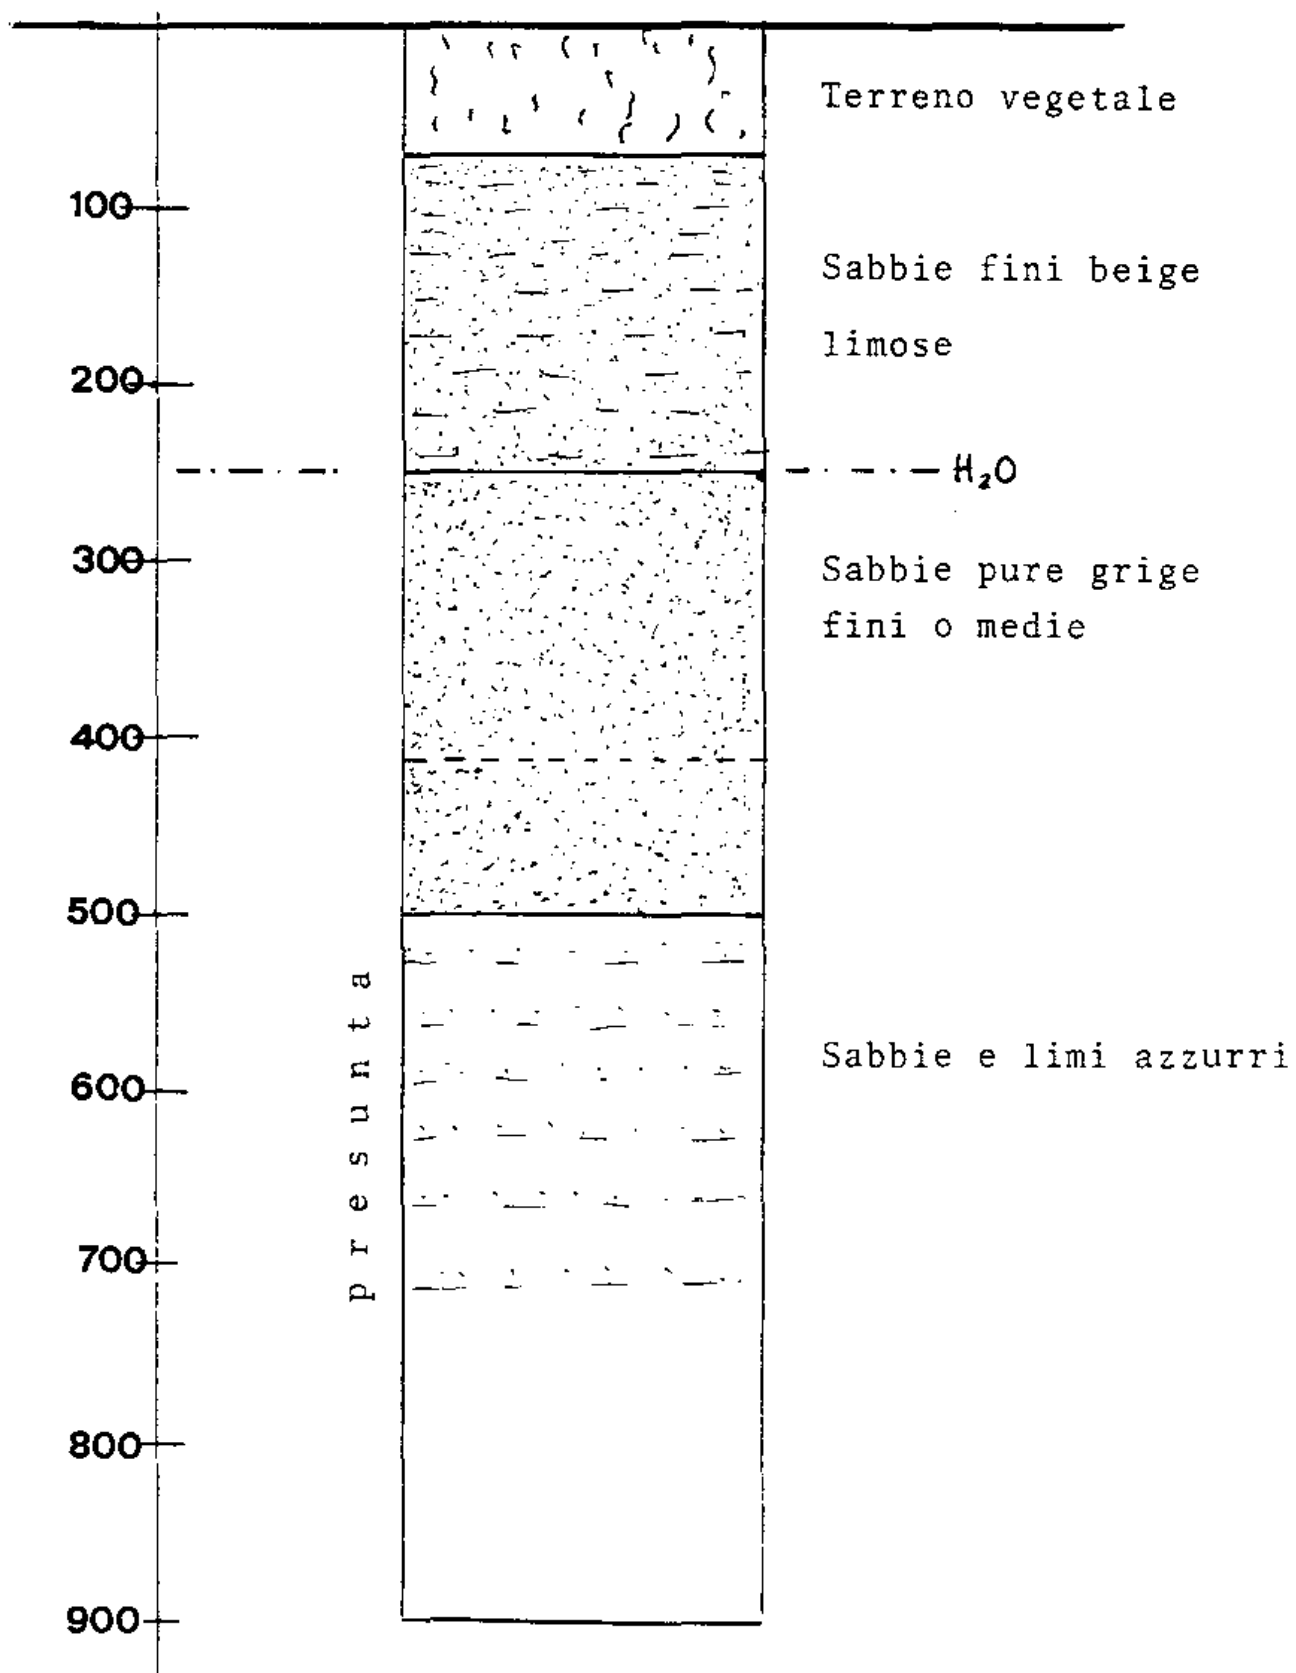 Terreno vegetale
100
Sabbie fini beige
limose
200
H₂O
300
Sabbie pure grige
fini o medie
400
500
presunta
Sabbie e limi azzurri
600
700
800
900